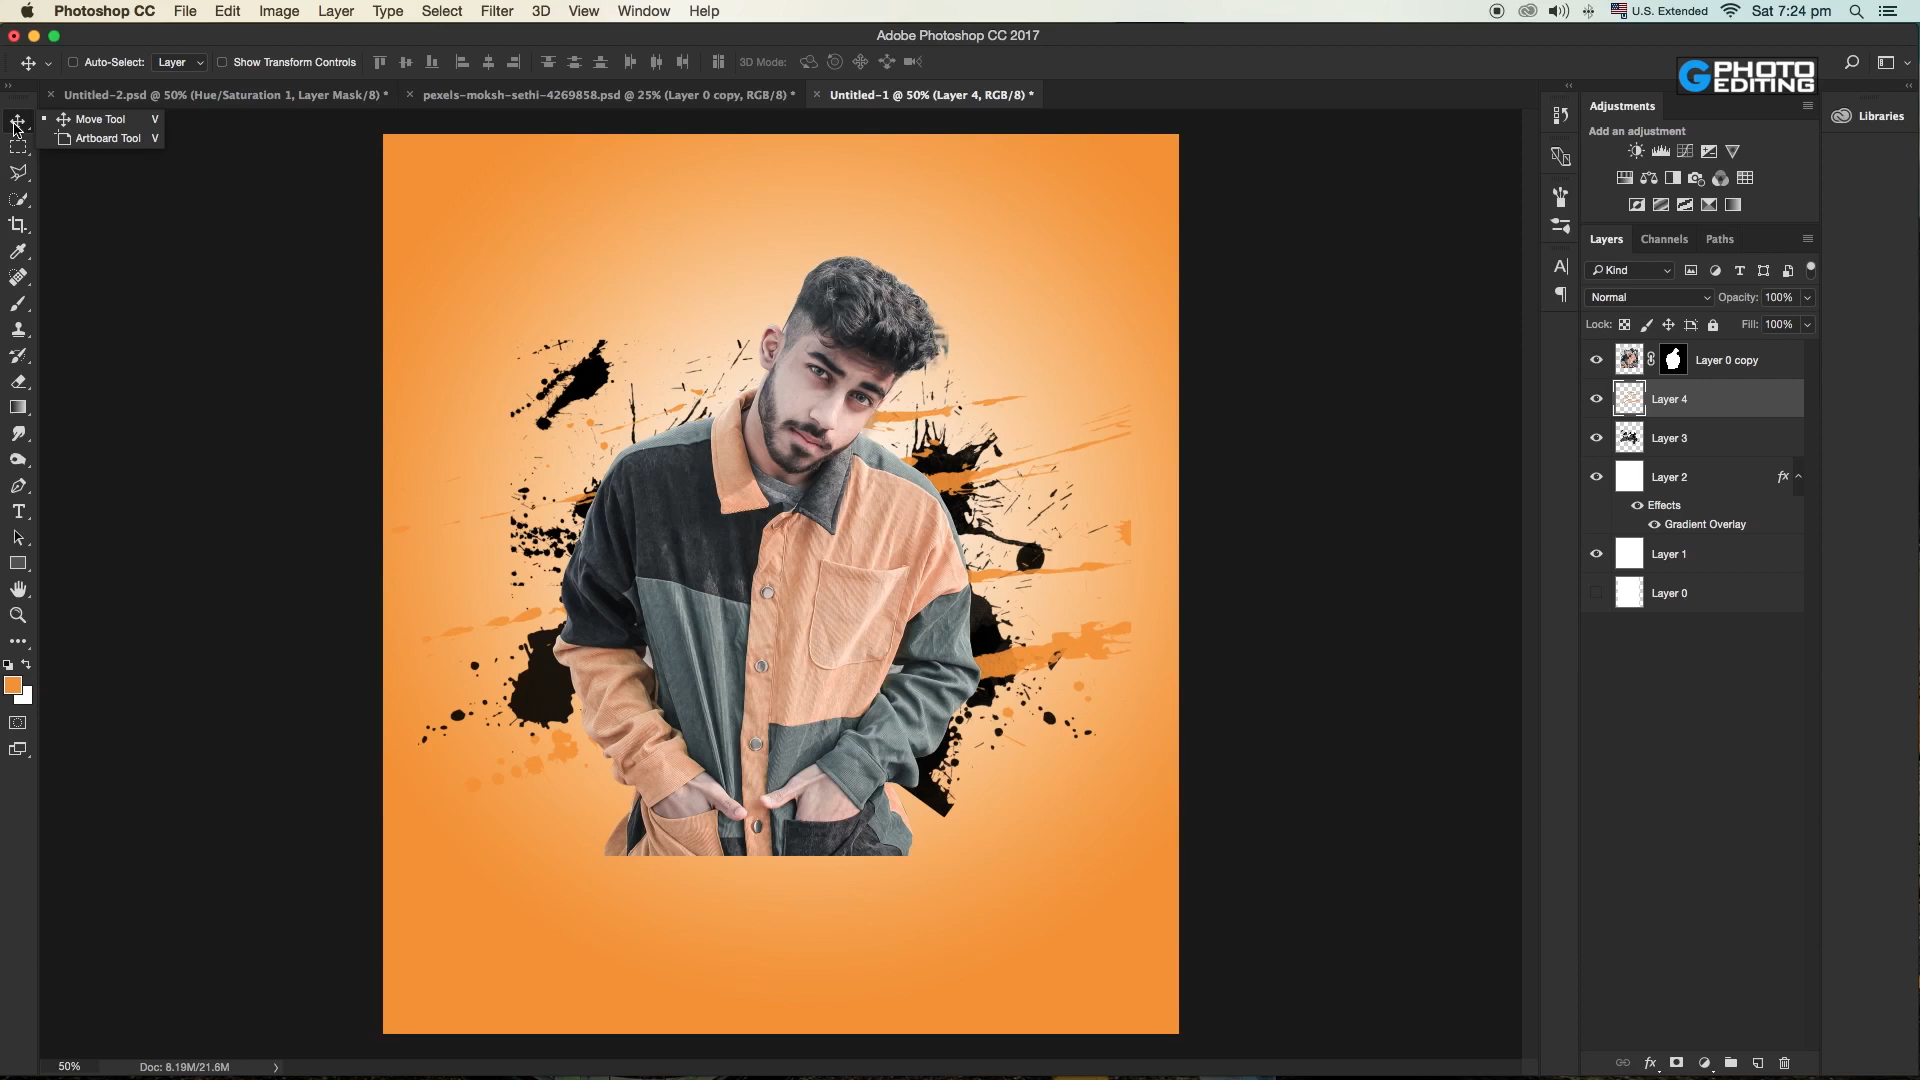 Photoshop CC File Edit Image Layer Type Select Filter 3D View Window Help U.S. Extended Sat 7:24 pm
Adobe Photoshop CC 2017
Auto-Select: Layer Show Transform Controls 3D Mode:
G PHOTO EDITING
Untitled-2.psd @ 50% (Hue/Saturation 1, Layer Mask/8) * pexels-moksh-sethi-4269858.psd @ 25% (Layer 0 copy, RGB/8) * Untitled-1 @ 50% (Layer 4, RGB/8) *
Move Tool V
Artboard Tool V
Adjustments
Libraries
Add an adjustment
Layers Channels Paths
Kind
Normal Opacity: 100%
Lock: Fill: 100%
Layer 0 copy
Layer 4
Layer 3
Layer 2 fx
Effects
Gradient Overlay
Layer 1
Layer 0
50% Doc: 8.19M/21.6M
fx